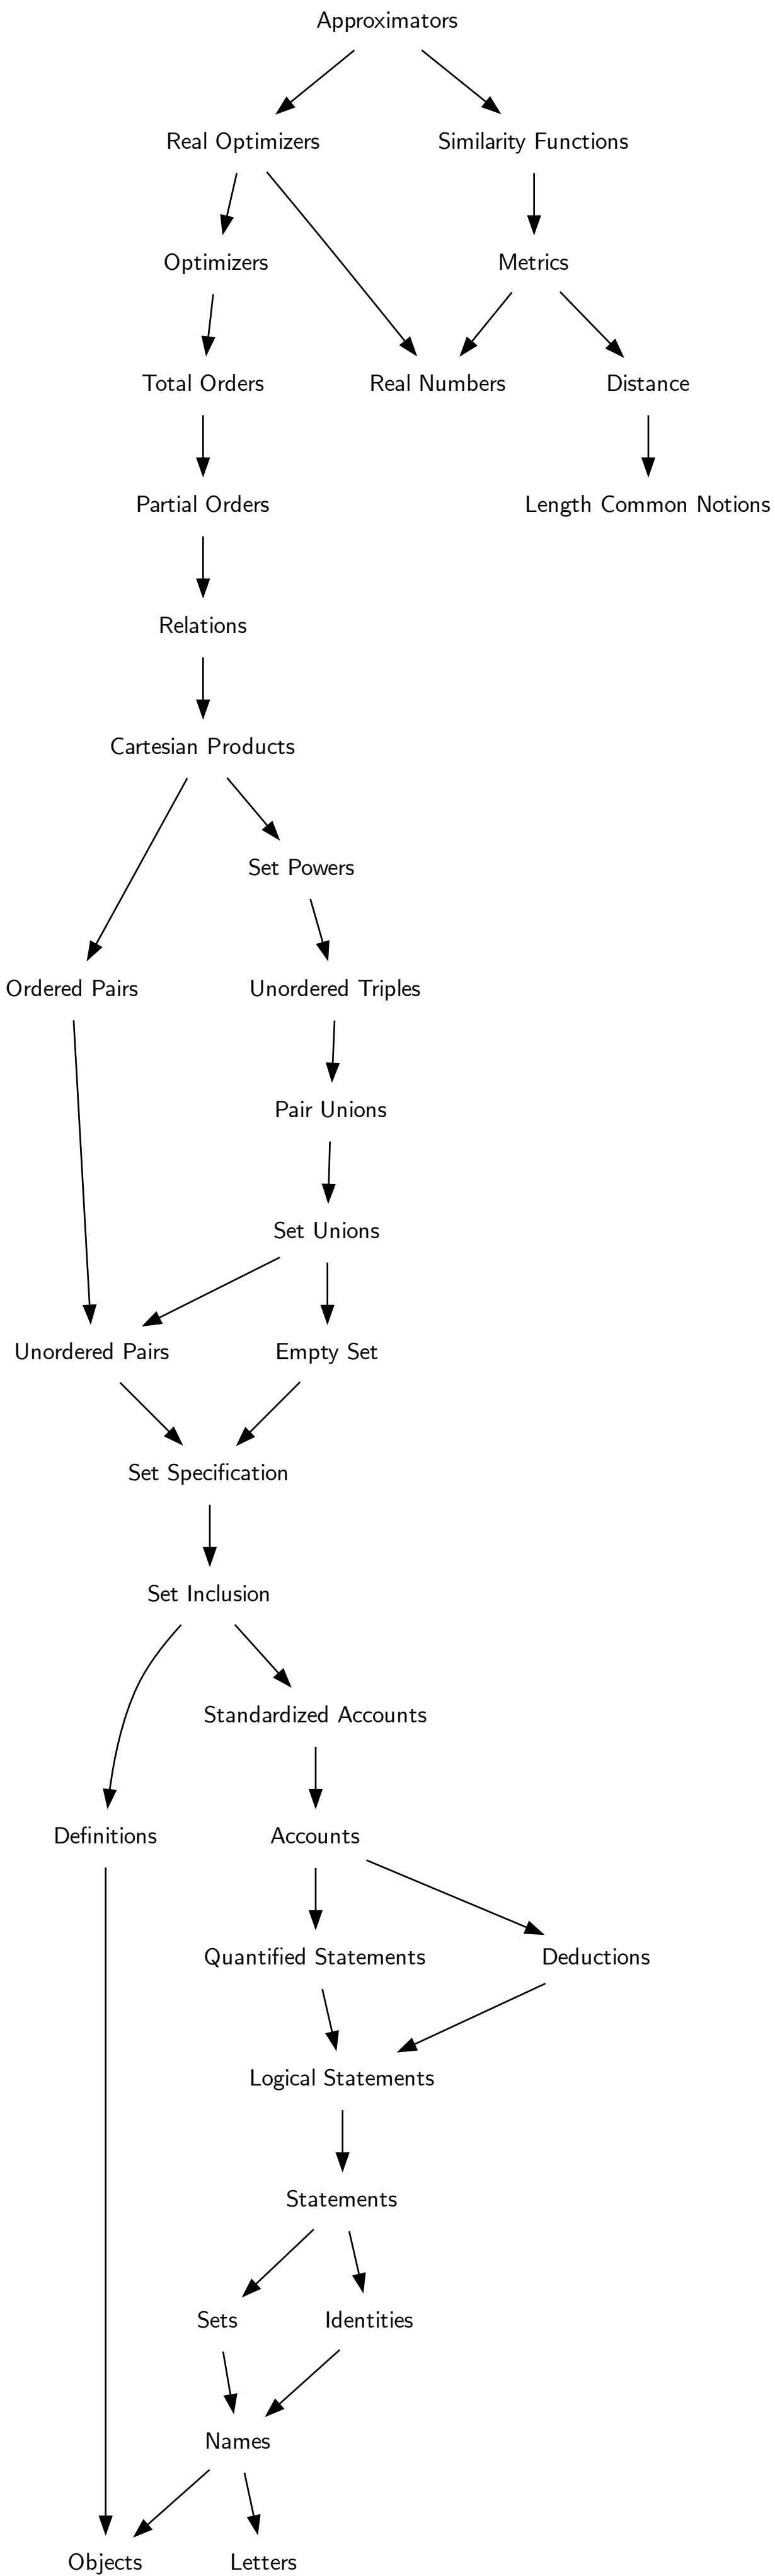 Approximators
Real Optimizers
Similarity Functions
Optimizers
Metrics
Total Orders
Real Numbers
Distance
Partial Orders
Length Common Notions
Relations
Cartesian Products
Set Powers
Ordered Pairs
Unordered Triples
Pair Unions
Set Unions
Unordered Pairs
Empty Set
Set Specification
Set Inclusion
Standardized Accounts
Definitions
Accounts
Quantified Statements
Deductions
Logical Statements
Statements
Sets
Identities
Names
Objects
Letters